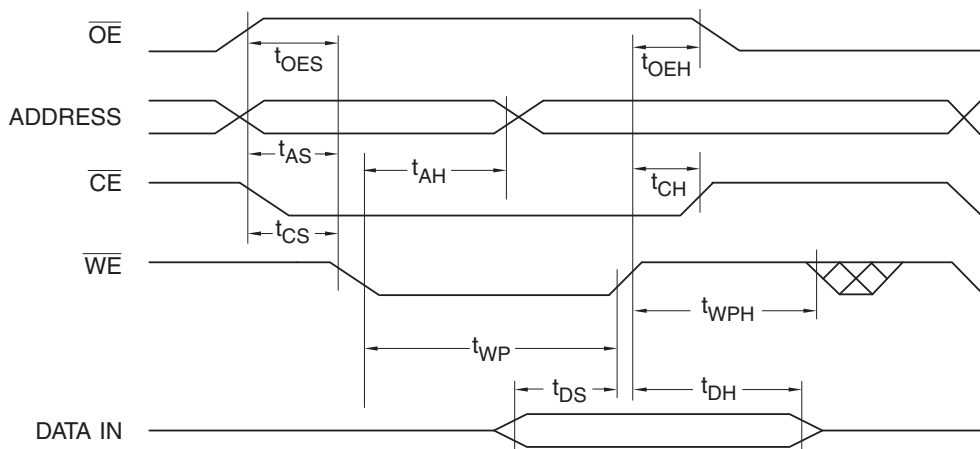 OE
tOES
tOEH
ADDRESS
tAS
tAH
tCH
CE
tCS
WE
tWPH
tWP
tDS
tDH
DATA IN